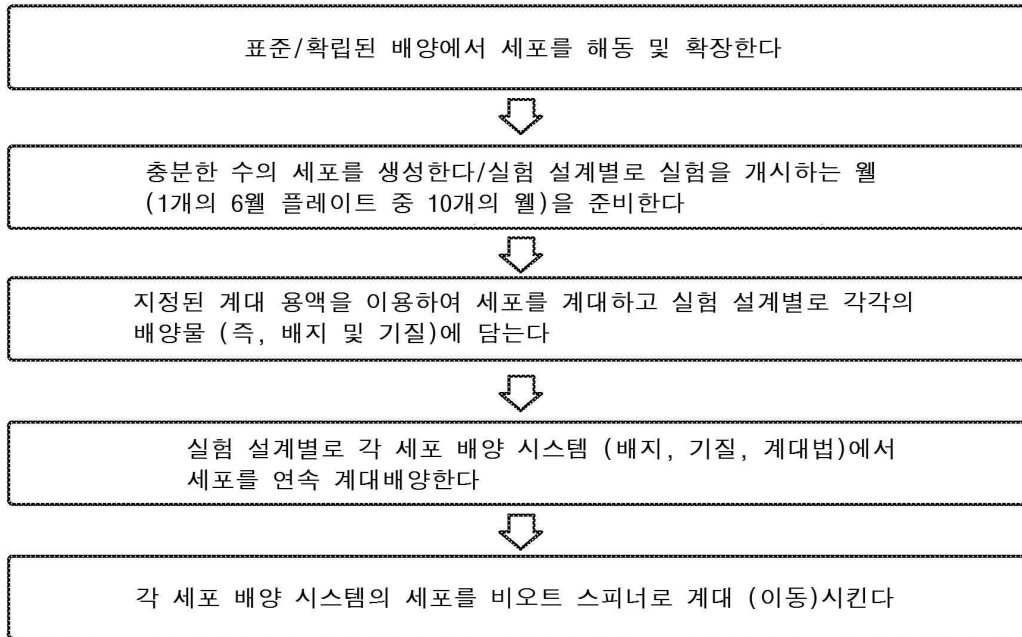 표준/확립된 배양에서 세포를 해동 및 확장한다
충분한 수의 세포를 생성한다/실험 설계별로 실험을 개시하는 웰
(1개의 6웰 플레이트 중 10개의 웰)을 준비한다
지정된 계대 용액을 이용하여 세포를 계대하고 실험 설계별로 각각의
배양물 (즉, 배지 및 기질)에 담는다
실험 설계별로 각 세포 배양 시스템 (배지, 기질, 계대법)에서
세포를 연속 계대배양한다
각 세포 배양 시스템의 세포를 비오트 스피너로 계대 (이동)시킨다